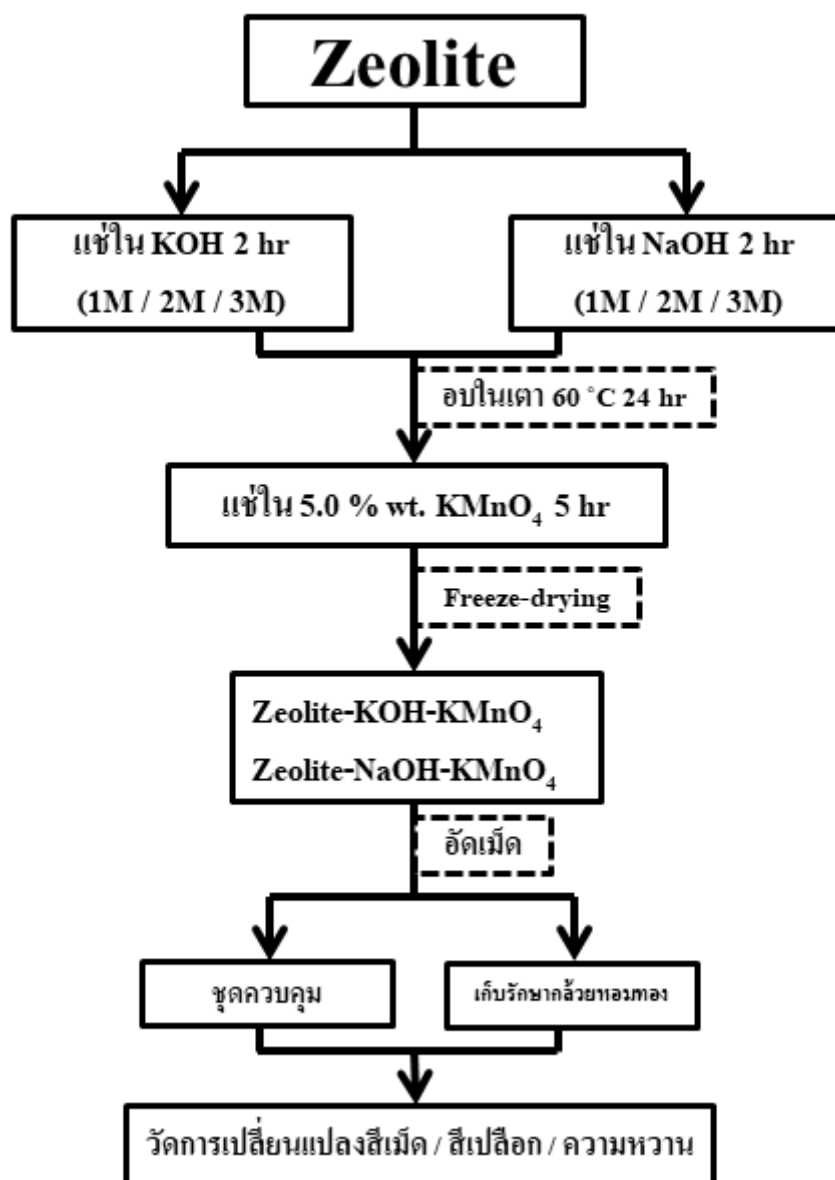 Zeolite
แช่ใน KOH 2 hr
(1M / 2M / 3M)
แช่ใน NaOH 2 hr
(1M / 2M / 3M)
อบในเตา 60 ˚C 24 hr
แช่ใน 5.0 % wt. KMnO₄ 5 hr
Freeze-drying
Zeolite-KOH-KMnO₄
Zeolite-NaOH-KMnO₄
อัดเม็ด
ชุดควบคุม
เก็บรักษากล้วยหอมทอง
วัดการเปลี่ยนแปลงสีเม็ด / สีเปลือก / ความหวาน